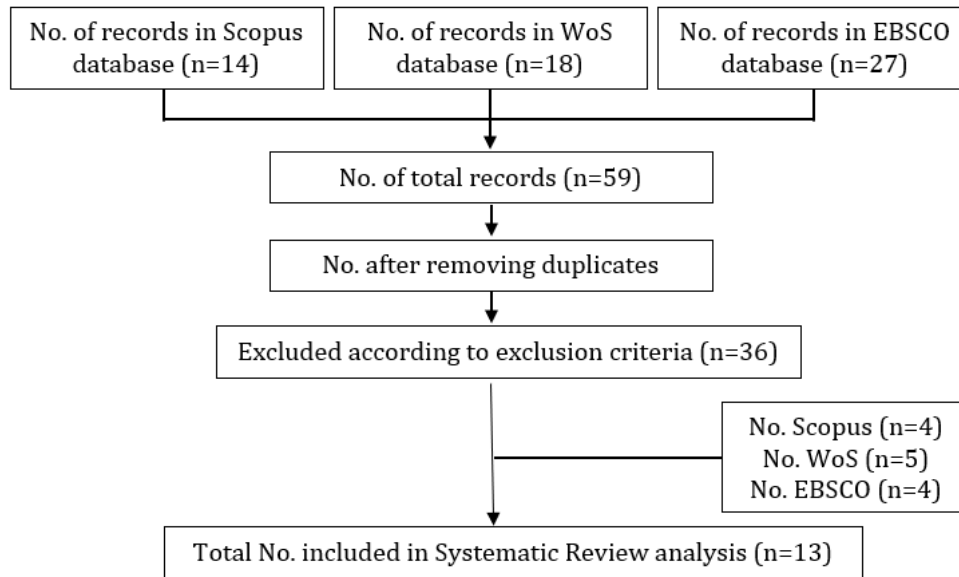 No. of records in Scopus
database (n=14)
No. of records in WoS
database (n=18)
No. of records in EBSCO
database (n=27)
No. of total records (n=59)
No. after removing duplicates
Excluded according to exclusion criteria (n=36)
No. Scopus (n=4)
No. WoS (n=5)
No. EBSCO (n=4)
Total No. included in Systematic Review analysis (n=13)